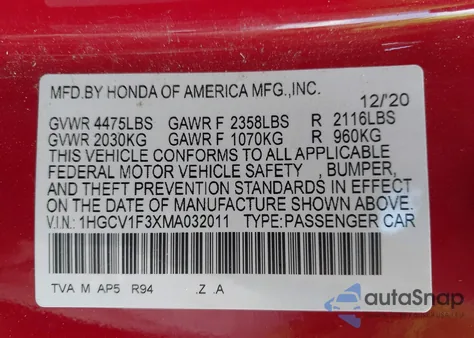 MFD.BY HONDA OF AMERICA MFG.,INC.
12/'20
GVWR 4475LBS GAWR F 2358LBS R 2116LBS
GVWR 2030KG GAWR F 1070KG R 960KG
THIS VEHICLE CONFORMS TO ALL APPLICABLE
FEDERAL MOTOR VEHICLE SAFETY , BUMPER,
AND THEFT PREVENTION STANDARDS IN EFFECT
ON THE DATE OF MANUFACTURE SHOWN ABOVE.
V.I.N.: 1HGCV1F3XMA032011 TYPE:PASSENGER CAR
TVA M AP5 R94 .Z .A
autoSnap